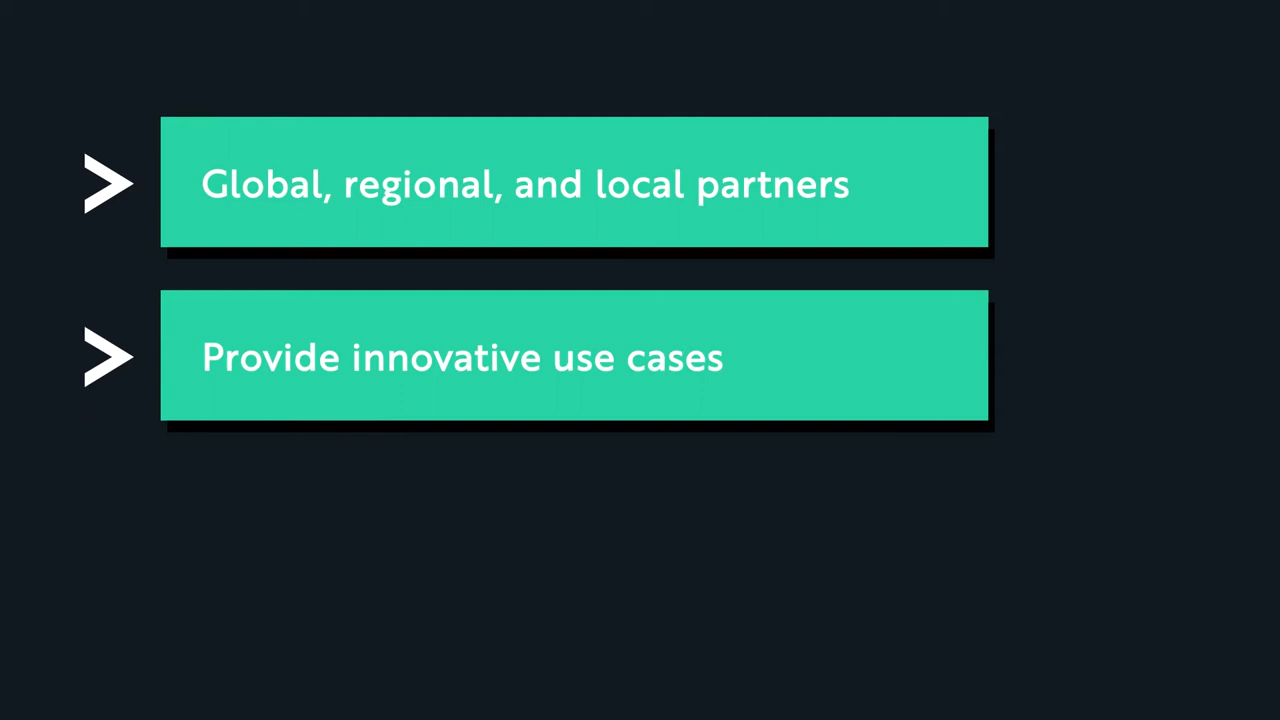 Global, regional, and local partners
Provide innovative use cases